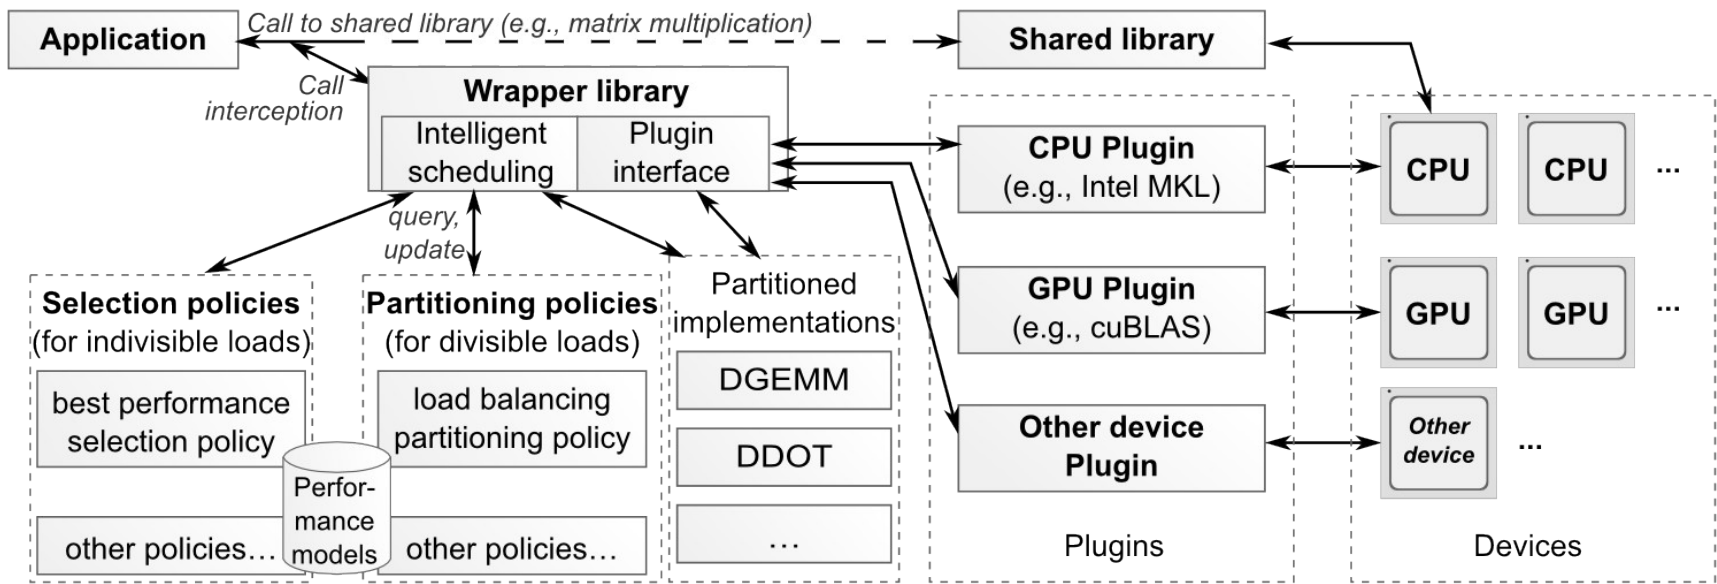 Application
Call to shared library (e.g., matrix multiplication)
Shared library
Call
interception
Wrapper library
Intelligent
scheduling
Plugin
interface
query,
update
Selection policies
(for indivisible loads)
best performance
selection policy
other policies…
Partitioning policies
(for divisible loads)
load balancing
partitioning policy
other policies…
Perfor-
mance
models
Partitioned
implementations
DGEMM
DDOT
…
CPU Plugin
(e.g., Intel MKL)
GPU Plugin
(e.g., cuBLAS)
Other device
Plugin
Plugins
CPU
CPU
...
GPU
GPU
...
Other
device
...
Devices